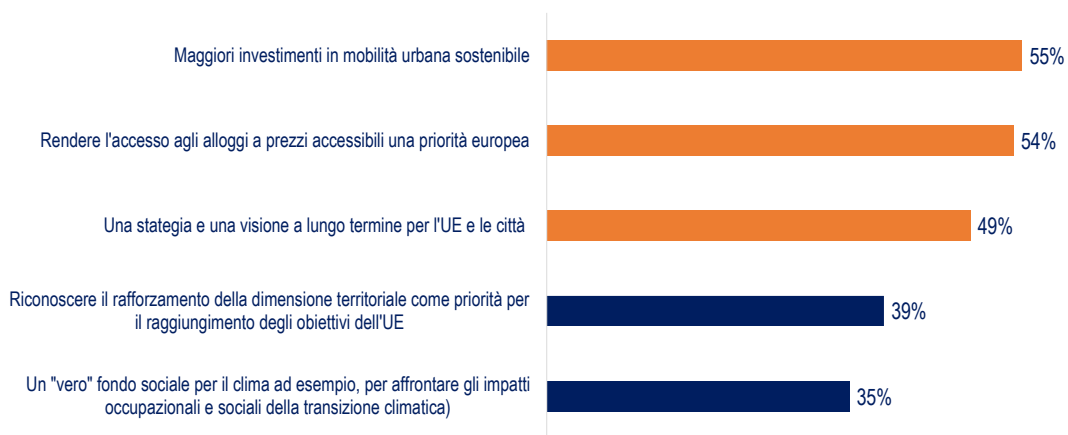 Maggiori investimenti in mobilità urbana sostenibile
55%
Rendere l'accesso agli alloggi a prezzi accessibili una priorità europea
54%
Una stategia e una visione a lungo termine per l'UE e le città
49%
Riconoscere il rafforzamento della dimensione territoriale come priorità per
il raggiungimento degli obiettivi dell'UE
39%
Un "vero" fondo sociale per il clima ad esempio, per affrontare gli impatti
occupazionali e sociali della transizione climatica)
35%